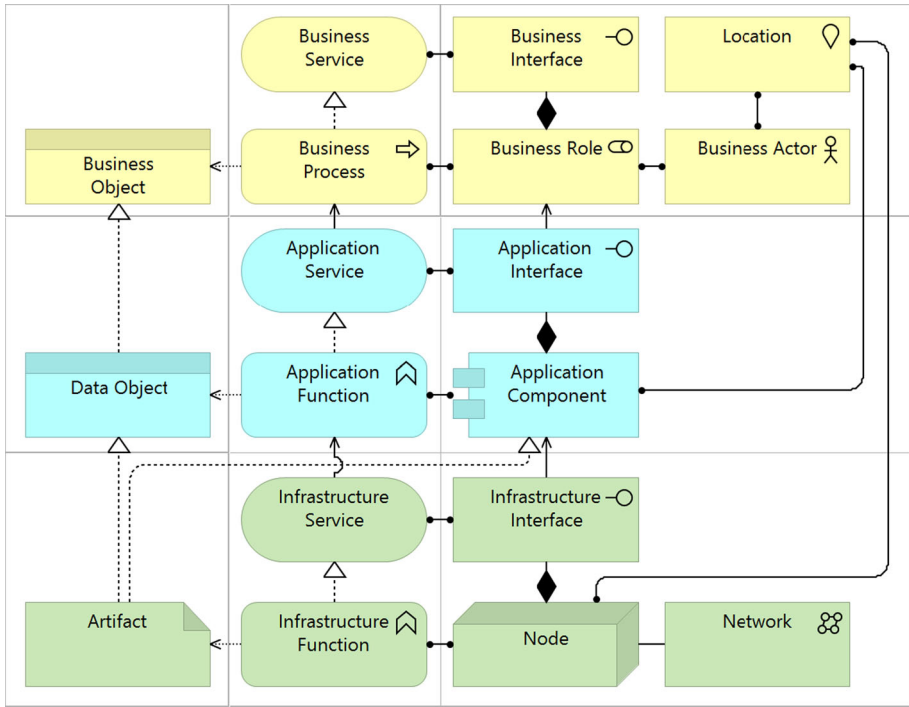 Business
Service
Business
Interface
Location
Business
Object
Business
Process
Business Role
Business Actor
Application
Service
Application
Interface
Data Object
Application
Function
Application
Component
Infrastructure
Service
Infrastructure
Interface
Artifact
Infrastructure
Function
Node
Network